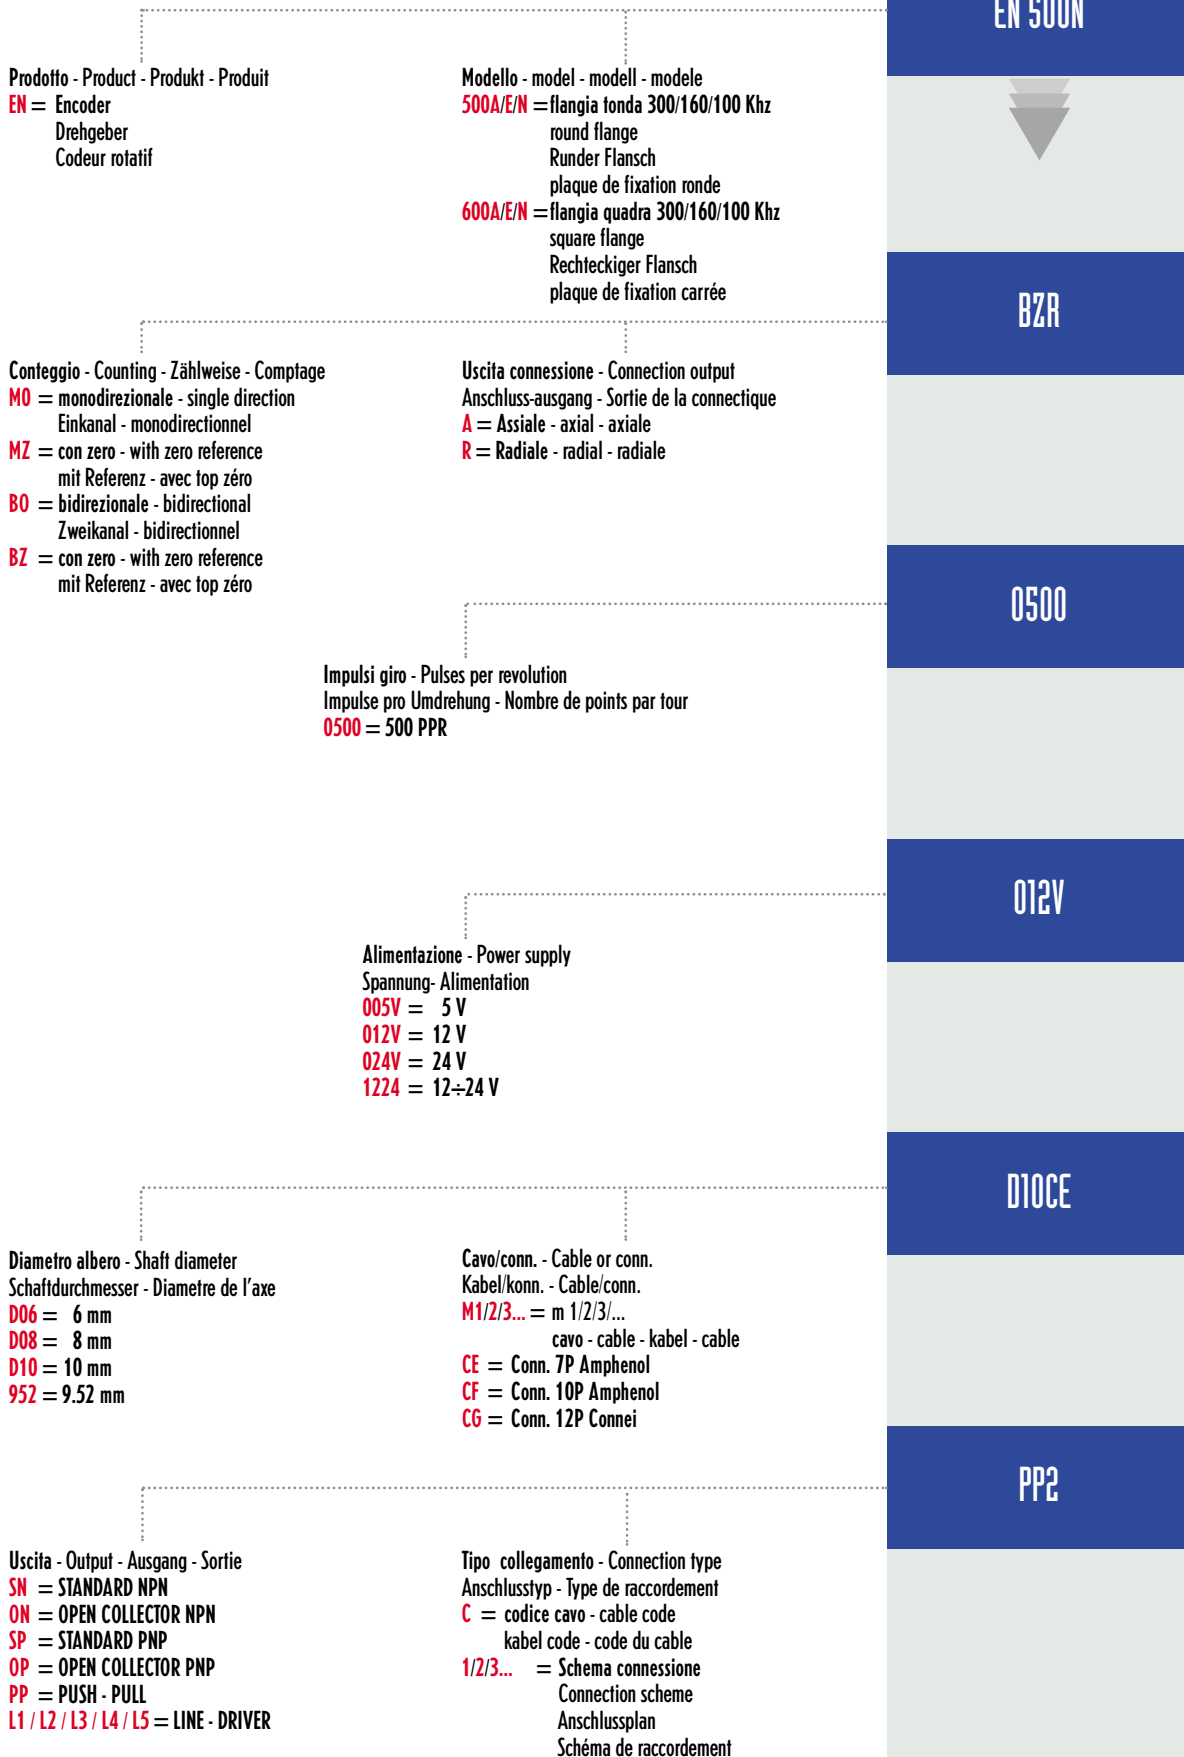 EN 500N
Prodotto - Product - Produkt - Produit
EN = Encoder
Drehgeber
Codeur rotatif
Modello - model - modell - modele
500A/E/N = flangia tonda 300/160/100 Khz
round flange
Runder Flansch
plaque de fixation ronde
600A/E/N = flangia quadra 300/160/100 Khz
square flange
Rechteckiger Flansch
plaque de fixation carrée
BZR
Conteggio - Counting - Zählweise - Comptage
M0 = monodirezionale - single direction
Einkanal - monodirectionnel
MZ = con zero - with zero reference
mit Referenz - avec top zéro
B0 = bidirezionale - bidirectional
Zweikanal - bidirectionnel
BZ = con zero - with zero reference
mit Referenz - avec top zéro
Uscita connessione - Connection output
Anschluss-ausgang - Sortie de la connectique
A = Assiale - axial - axiale
R = Radiale - radial - radiale
0500
Impulsi giro - Pulses per revolution
Impulse pro Umdrehung - Nombre de points par tour
0500 = 500 PPR
012V
Alimentazione - Power supply
Spannung- Alimentation
005V = 5 V
012V = 12 V
024V = 24 V
1224 = 12÷24 V
D10CE
Diametro albero - Shaft diameter
Schaftdurchmesser - Diametre de l'axe
D06 = 6 mm
D08 = 8 mm
D10 = 10 mm
952 = 9.52 mm
Cavo/conn. - Cable or conn.
Kabel/konn. - Cable/conn.
M1/2/3... = m 1/2/3/...
cavo - cable - kabel - cable
CE = Conn. 7P Amphenol
CF = Conn. 10P Amphenol
CG = Conn. 12P Connei
PP2
Uscita - Output - Ausgang - Sortie
SN = STANDARD NPN
ON = OPEN COLLECTOR NPN
SP = STANDARD PNP
OP = OPEN COLLECTOR PNP
PP = PUSH - PULL
L1 / L2 / L3 / L4 / L5 = LINE - DRIVER
Tipo collegamento - Connection type
Anschlusstyp - Type de raccordement
C = codice cavo - cable code
kabel code - code du cable
1/2/3... = Schema connessione
Connection scheme
Anschlussplan
Schéma de raccordement